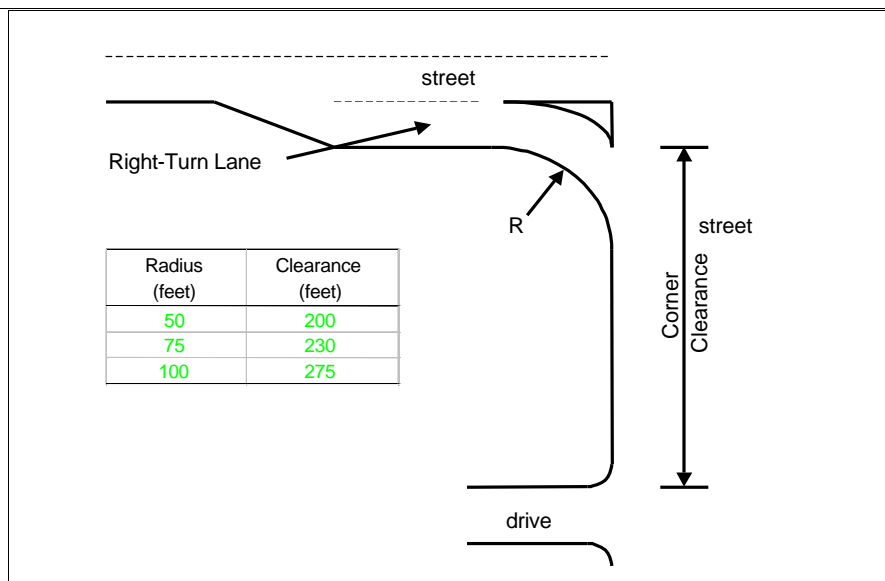 street
Right-Turn Lane
R
street
Corner
Clearance
Radius Clearance
(feet) (feet)
50 200
75 230
100 275
drive